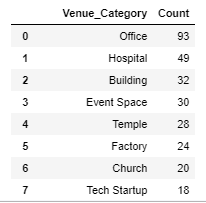 Venue_Category Count
0 Office 93
1 Hospital 49
2 Building 32
3 Event Space 30
4 Temple 28
5 Factory 24
6 Church 20
7 Tech Startup 18